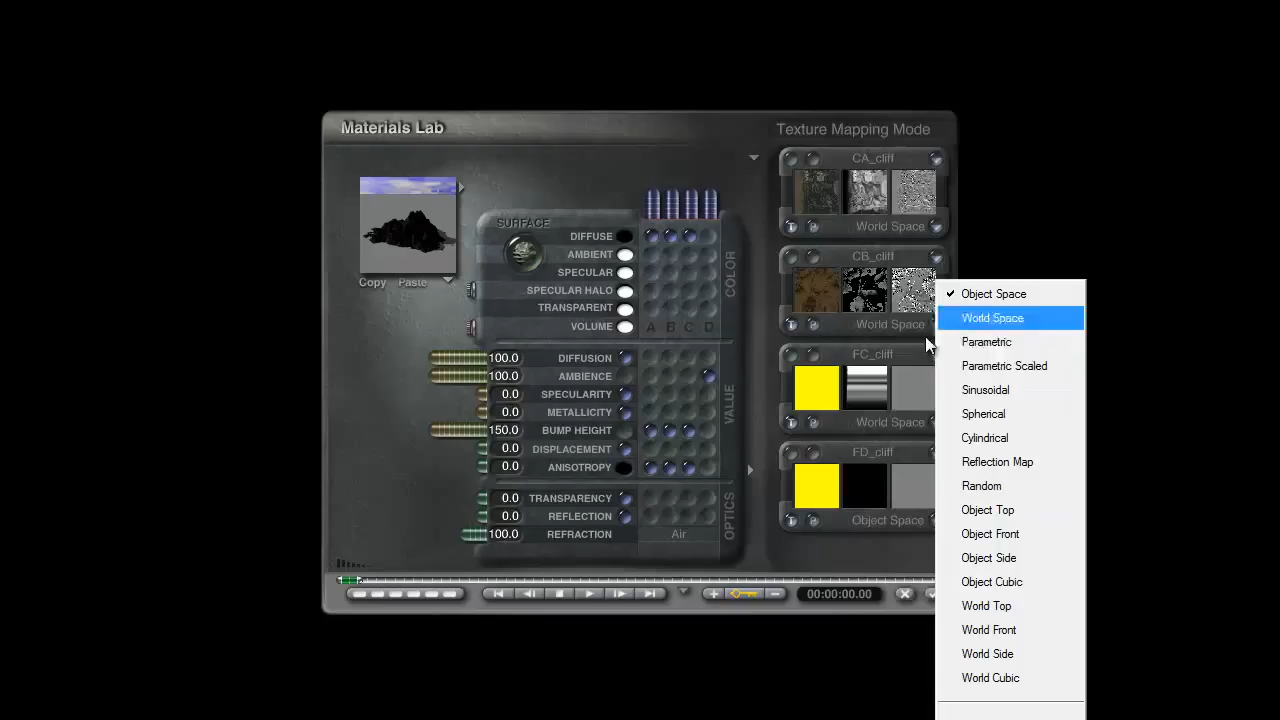 Materials Lab
Texture Mapping Mode
CA_cliff
World Space
CB_cliff
World Space
FC_cliff
World Space
FD_cliff
Object Space
T P
T P
T P
T P
Copy Paste
SURFACE
DIFFUSE
AMBIENT
SPECULAR
SPECULAR HALO
TRANSPARENT
VOLUME
A B C D
COLOR
100.0 DIFFUSION
100.0 AMBIENCE
0.0 SPECULARITY
0.0 METALLICITY
150.0 BUMP HEIGHT
0.0 DISPLACEMENT
0.0 ANISOTROPY
VALUE
0.0 TRANSPARENCY
0.0 REFLECTION
100.0 REFRACTION
Air
OPTICS
00:00:00.00
Object Space
World Space
Parametric
Parametric Scaled
Sinusoidal
Spherical
Cylindrical
Reflection Map
Random
Object Top
Object Front
Object Side
Object Cubic
World Top
World Front
World Side
World Cubic